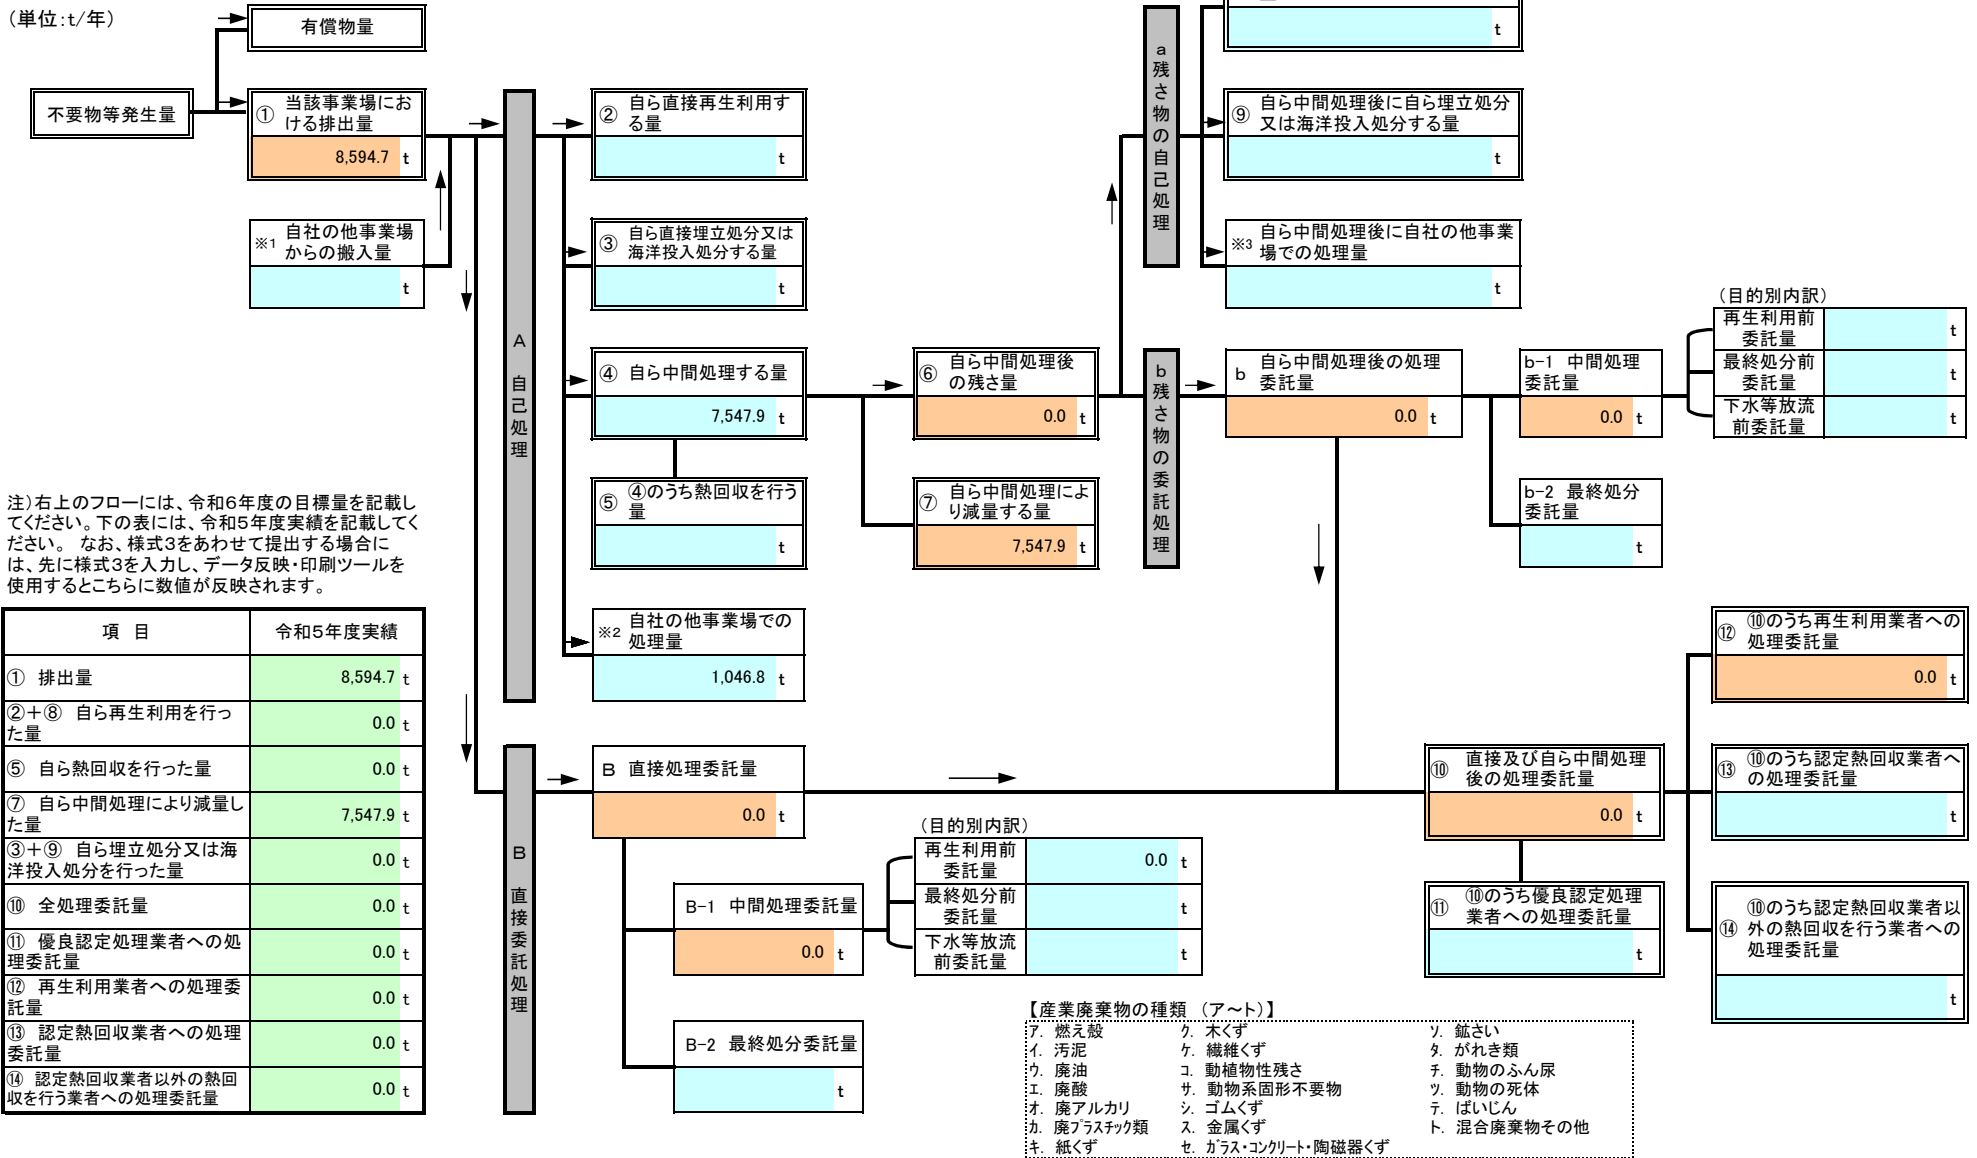 （単位:t/年）
有償物量
不要物等発生量
① 当該事業場にお
ける排出量
8,594.7 t
※1 自社の他事業場
からの搬入量
t
A 自己処理
② 自ら直接再生利用す
る量
t
③ 自ら直接埋立処分又は
海洋投入処分する量
t
④ 自ら中間処理する量
7,547.9 t
⑤ ④のうち熱回収を行う
量
t
※2 自社の他事業場での
処理量
1,046.8 t
⑥ 自ら中間処理後
の残さ量
0.0 t
⑦ 自ら中間処理によ
り減量する量
7,547.9 t
a 残さ物の自己処理
t
⑨ 自ら中間処理後に自ら埋立処分
又は海洋投入処分する量
t
※3 自ら中間処理後に自社の他事業
場での処理量
t
b 残さ物の委託処理
b 自ら中間処理後の処理
委託量
0.0 t
b-1 中間処理
委託量
0.0 t
b-2 最終処分
委託量
t
（目的別内訳）
再生利用前
委託量 t
最終処分前
委託量 t
下水等放流
前委託量 t
注）右上のフローには、令和6年度の目標量を記載し
てください。下の表には、令和5年度実績を記載してく
ださい。 なお、様式3をあわせて提出する場合に
は、先に様式3を入力し、データ反映・印刷ツールを
使用するとこちらに数値が反映されます。
項 目 令和5年度実績
① 排出量 8,594.7 t
②＋⑧ 自ら再生利用を行っ
た量 0.0 t
⑤ 自ら熱回収を行った量 0.0 t
⑦ 自ら中間処理により減量し
た量 7,547.9 t
③＋⑨ 自ら埋立処分又は海
洋投入処分を行った量 0.0 t
⑩ 全処理委託量 0.0 t
⑪ 優良認定処理業者への処
理委託量 0.0 t
⑫ 再生利用業者への処理委
託量 0.0 t
⑬ 認定熱回収業者への処理
委託量 0.0 t
⑭ 認定熱回収業者以外の熱回
収を行う業者への処理委託量 0.0 t
B 直接委託処理
B 直接処理委託量
0.0 t
B-1 中間処理委託量
0.0 t
B-2 最終処分委託量
t
（目的別内訳）
再生利用前
委託量 0.0 t
最終処分前
委託量 t
下水等放流
前委託量 t
⑩ 直接及び自ら中間処理
後の処理委託量
0.0 t
⑪ ⑩のうち優良認定処理
業者への処理委託量
t
⑫ ⑩のうち再生利用業者への
処理委託量
0.0 t
⑬ ⑩のうち認定熱回収業者へ
の処理委託量
t
⑭ ⑩のうち認定熱回収業者以
外の熱回収を行う業者への
処理委託量
t
【産業廃棄物の種類 （ア～ト）】
ア. 燃え殻 ク. 木くず ソ. 鉱さい
イ. 汚泥 ケ. 繊維くず タ. がれき類
ウ. 廃油 コ. 動植物性残さ チ. 動物のふん尿
エ. 廃酸 サ. 動物系固形不要物 ツ. 動物の死体
オ. 廃アルカリ シ. ゴムくず テ. ばいじん
カ. 廃プラスチック類 ス. 金属くず ト. 混合廃棄物その他
キ. 紙くず セ. ガラス・コンクリート・陶磁器くず